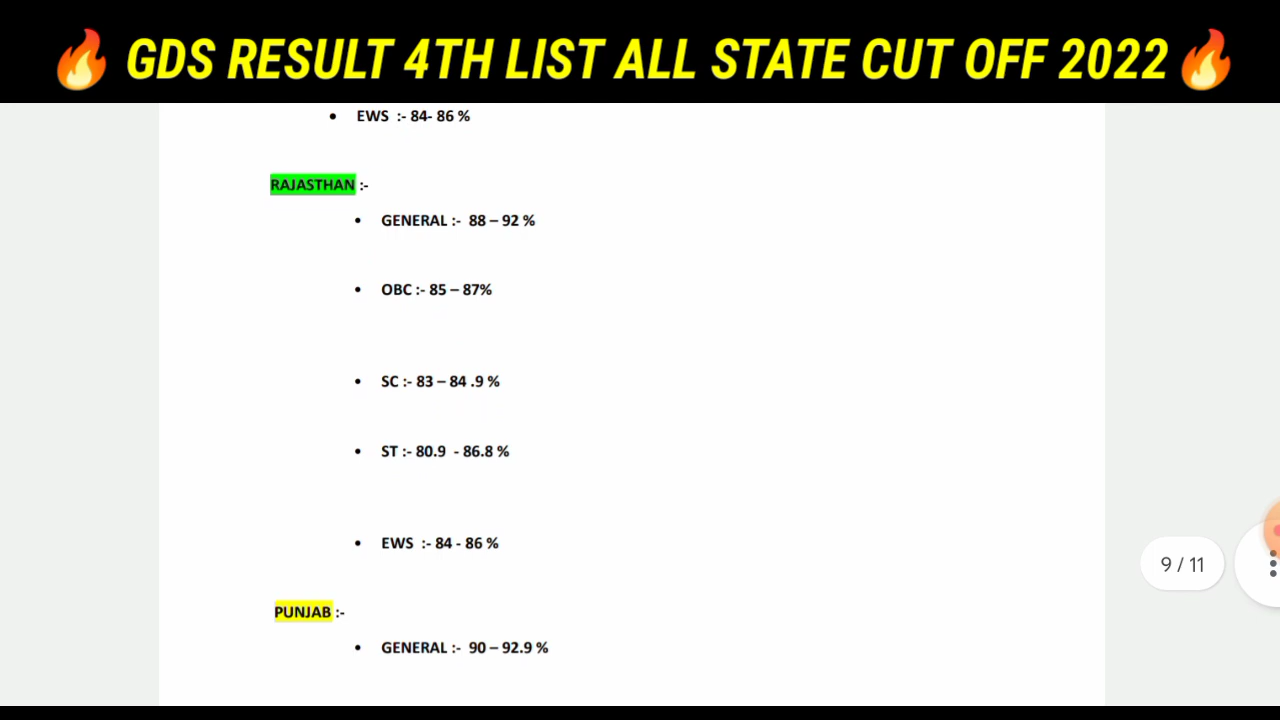 🔥 GDS RESULT 4TH LIST ALL STATE CUT OFF 2022 🔥
• EWS :- 84- 86 %
RAJASTHAN :-
• GENERAL :- 88 – 92 %
• OBC :- 85 – 87%
• SC :- 83 – 84 .9 %
• ST :- 80.9 - 86.8 %
• EWS :- 84 - 86 %
9 / 11
PUNJAB :-
• GENERAL :- 90 – 92.9 %